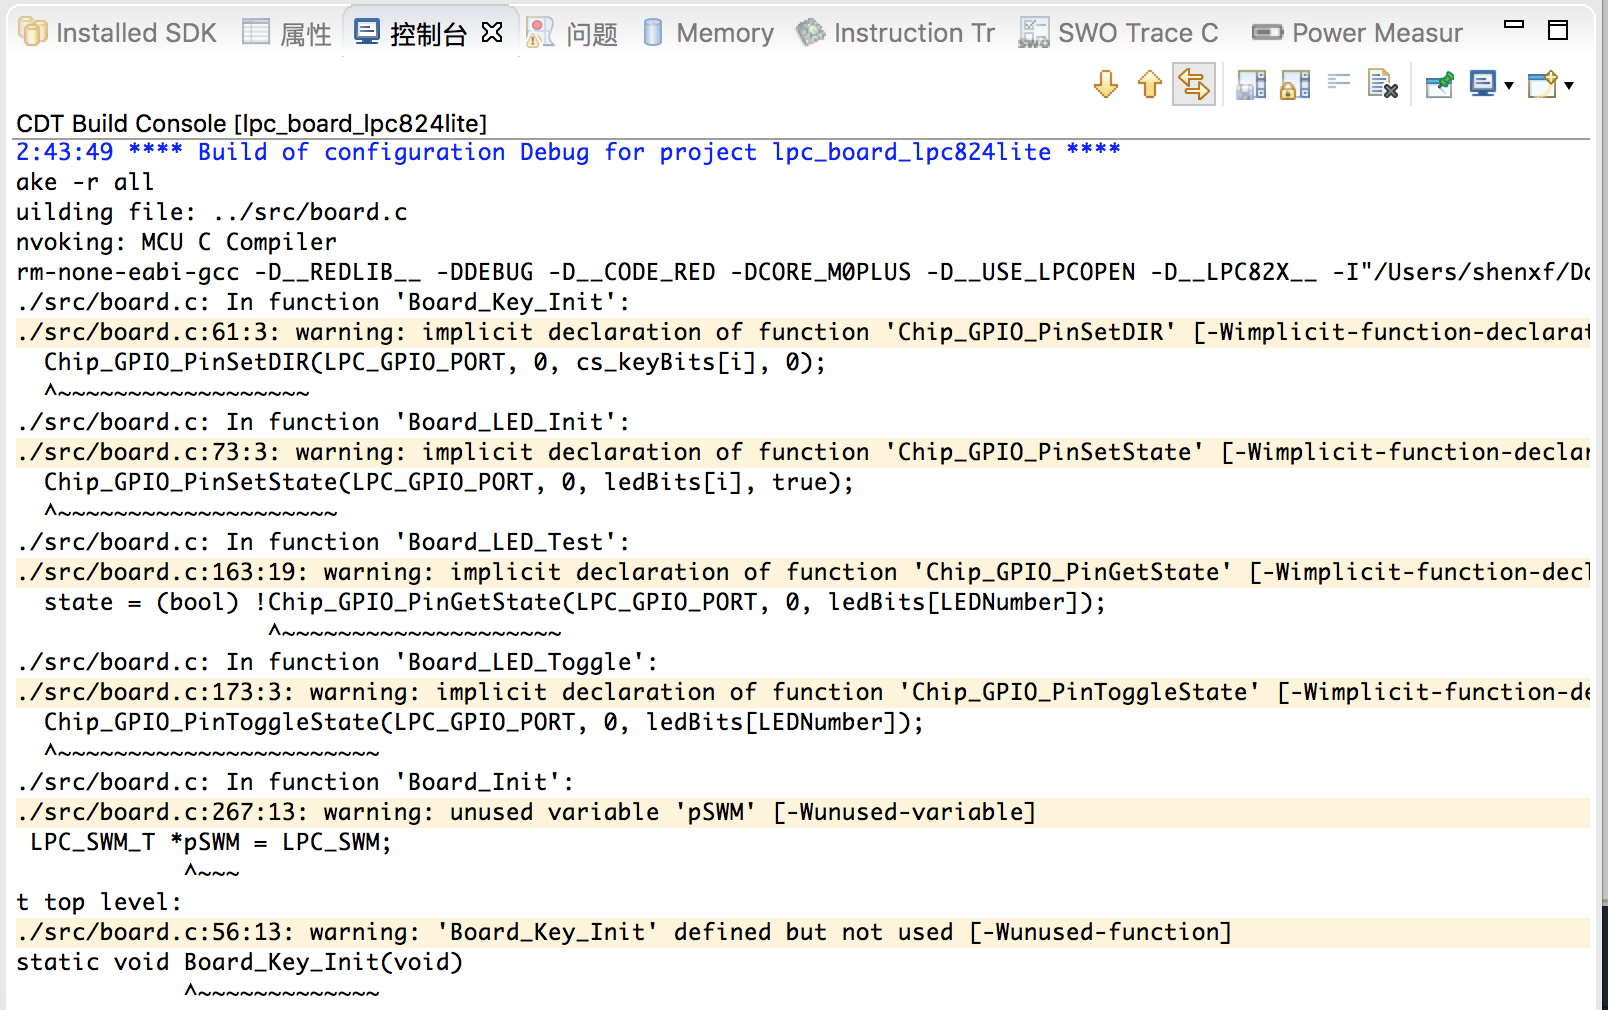 Installed SDK 属性 控制台 问题 Memory Instruction Tr SWO Trace C Power Measur
CDT Build Console [lpc_board_lpc824lite]
2:43:49 **** Build of configuration Debug for project lpc_board_lpc824lite ****
ake -r all
uilding file: ../src/board.c
nvoking: MCU C Compiler
rm-none-eabi-gcc -D__REDLIB__ -DDEBUG -D__CODE_RED -DCORE_M0PLUS -D__USE_LPCOPEN -D__LPC82X__ -I"/Users/shenxf/Do
./src/board.c: In function 'Board_Key_Init':
./src/board.c:61:3: warning: implicit declaration of function 'Chip_GPIO_PinSetDIR' [-Wimplicit-function-declarat
  Chip_GPIO_PinSetDIR(LPC_GPIO_PORT, 0, cs_keyBits[i], 0);
  ^~~~~~~~~~~~~~~~~~~
./src/board.c: In function 'Board_LED_Init':
./src/board.c:73:3: warning: implicit declaration of function 'Chip_GPIO_PinSetState' [-Wimplicit-function-declar
  Chip_GPIO_PinSetState(LPC_GPIO_PORT, 0, ledBits[i], true);
  ^~~~~~~~~~~~~~~~~~~~~
./src/board.c: In function 'Board_LED_Test':
./src/board.c:163:19: warning: implicit declaration of function 'Chip_GPIO_PinGetState' [-Wimplicit-function-decl
  state = (bool) !Chip_GPIO_PinGetState(LPC_GPIO_PORT, 0, ledBits[LEDNumber]);
                  ^~~~~~~~~~~~~~~~~~~~~
./src/board.c: In function 'Board_LED_Toggle':
./src/board.c:173:3: warning: implicit declaration of function 'Chip_GPIO_PinToggleState' [-Wimplicit-function-de
  Chip_GPIO_PinToggleState(LPC_GPIO_PORT, 0, ledBits[LEDNumber]);
  ^~~~~~~~~~~~~~~~~~~~~~~~
./src/board.c: In function 'Board_Init':
./src/board.c:267:13: warning: unused variable 'pSWM' [-Wunused-variable]
 LPC_SWM_T *pSWM = LPC_SWM;
            ^~~~
t top level:
./src/board.c:56:13: warning: 'Board_Key_Init' defined but not used [-Wunused-function]
static void Board_Key_Init(void)
            ^~~~~~~~~~~~~~